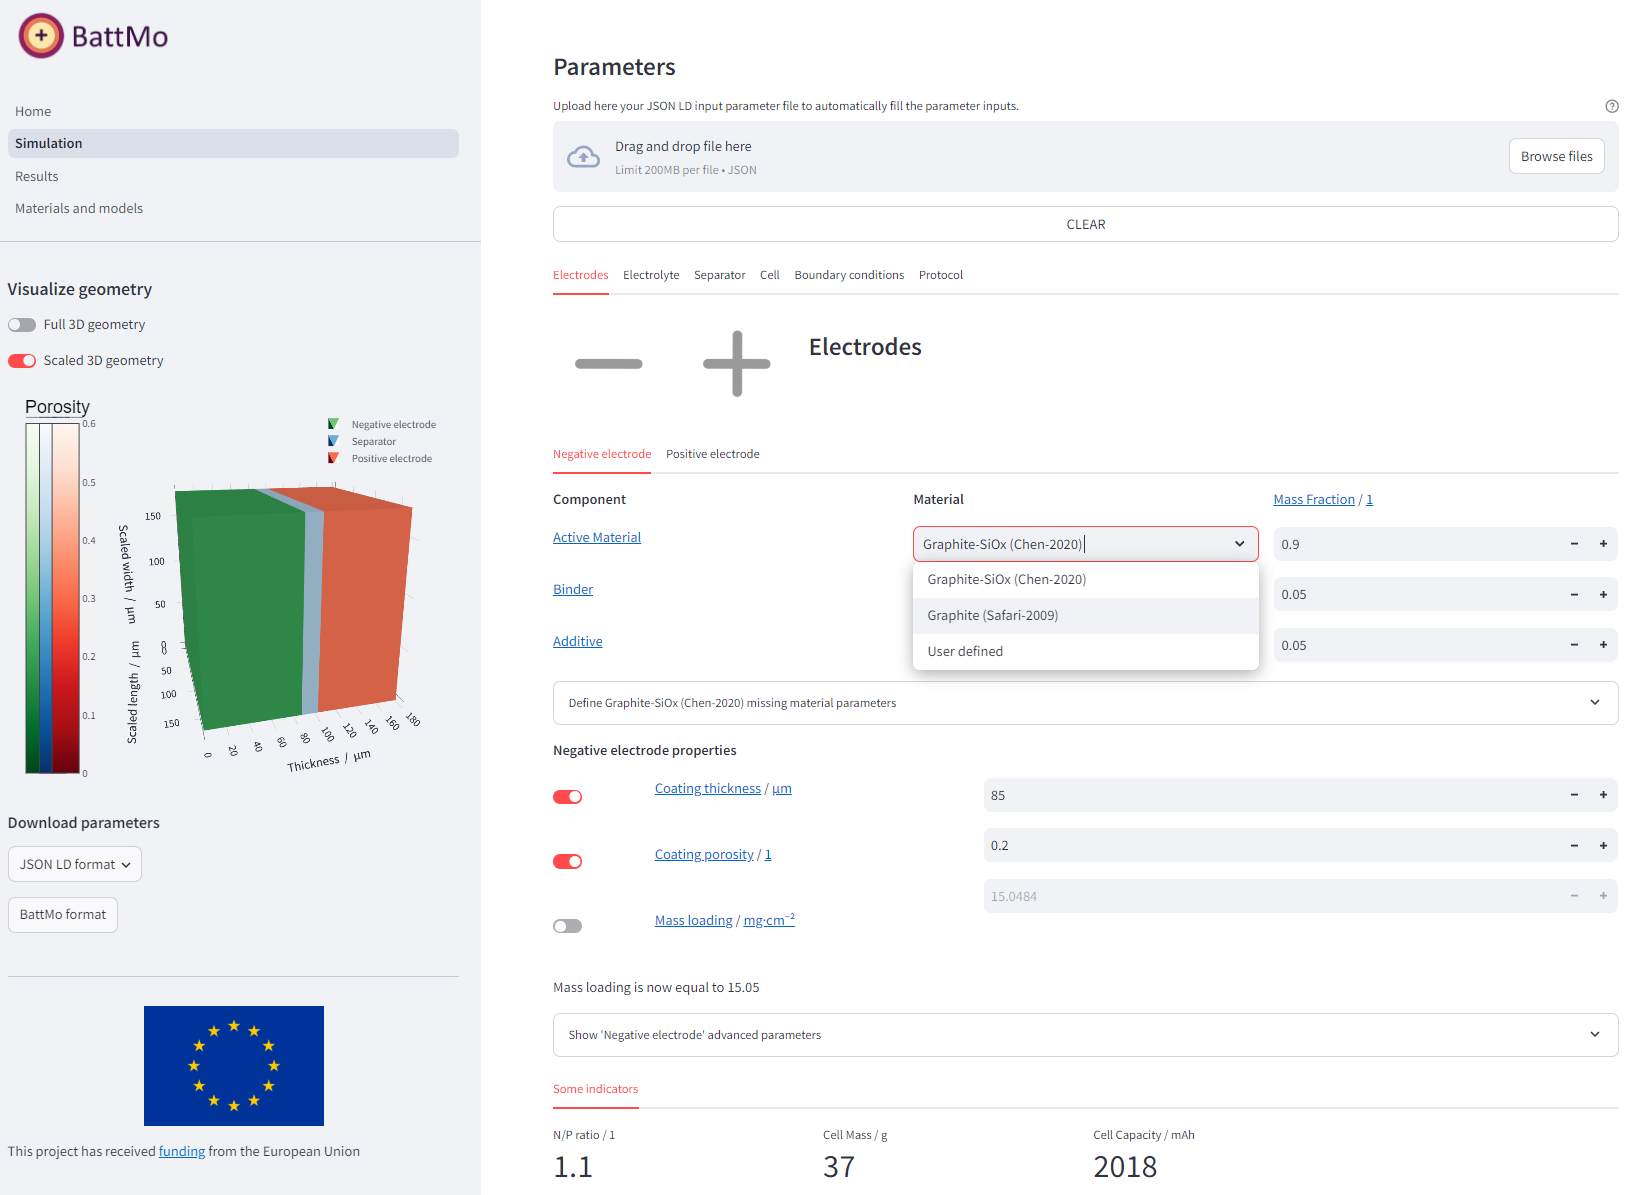 BattMo
Home
Simulation
Results
Materials and models
Visualize geometry
Full 3D geometry
Scaled 3D geometry
Porosity
0.6
0.5
0.4
0.3
0.2
0.1
0
Negative electrode
Separator
Positive electrode
Scaled width / μm
150
100
50
0
Scaled length / μm
0
50
100
150
0
20
40
60
80
100
120
140
160
180
Thickness / μm
Download parameters
JSON LD format
BattMo format
This project has received funding from the European Union
Parameters
Upload here your JSON LD input parameter file to automatically fill the parameter inputs.
Drag and drop file here
Limit 200MB per file • JSON
Browse files
CLEAR
Electrodes Electrolyte Separator Cell Boundary conditions Protocol
Electrodes
Negative electrode Positive electrode
Component Material Mass Fraction / 1
Active Material Graphite-SiOx (Chen-2020) 0.9
Graphite-SiOx (Chen-2020)
Binder 0.05
Graphite (Safari-2009)
Additive 0.05
User defined
Define Graphite-SiOx (Chen-2020) missing material parameters
Negative electrode properties
Coating thickness / μm 85
Coating porosity / 1 0.2
Mass loading / mg·cm⁻² 15.0484
Mass loading is now equal to 15.05
Show 'Negative electrode' advanced parameters
Some indicators
N/P ratio / 1 Cell Mass / g Cell Capacity / mAh
1.1 37 2018